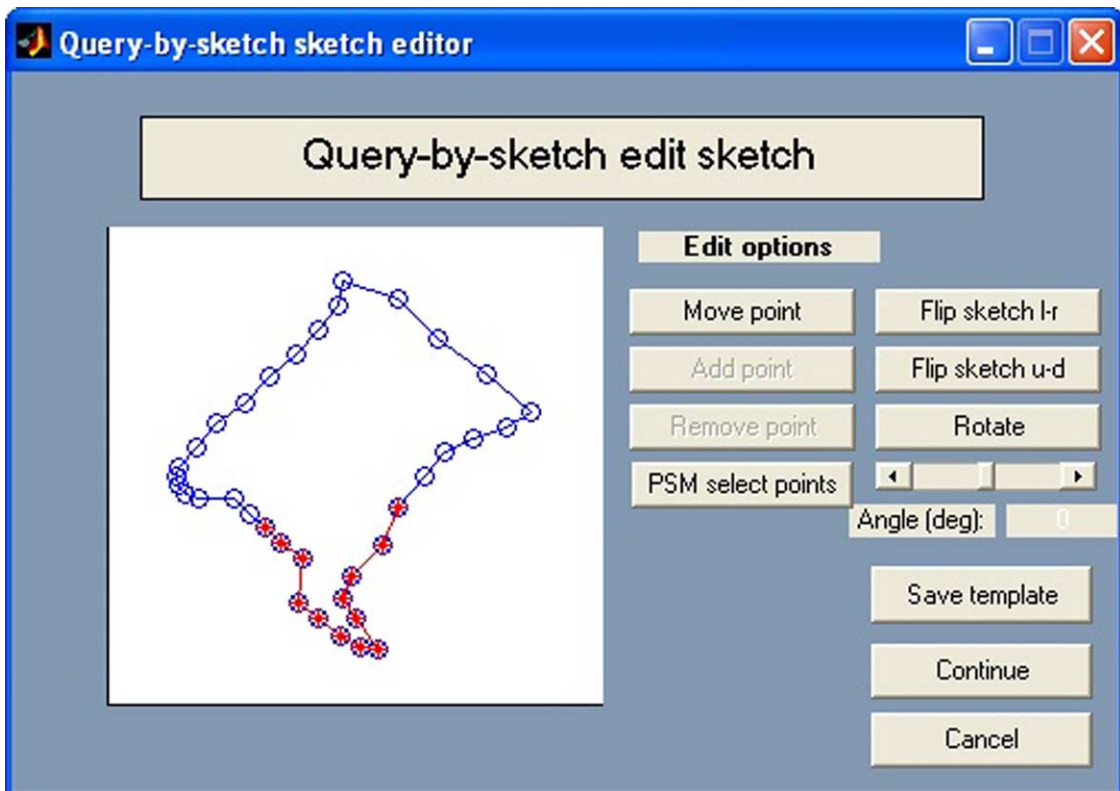 Query-by-sketch sketch editor
Query-by-sketch edit sketch
Edit options
Move point
Flip sketch l-r
Add point
Flip sketch u-d
Remove point
Rotate
PSM select points
Angle (deg):
0
Save template
Continue
Cancel